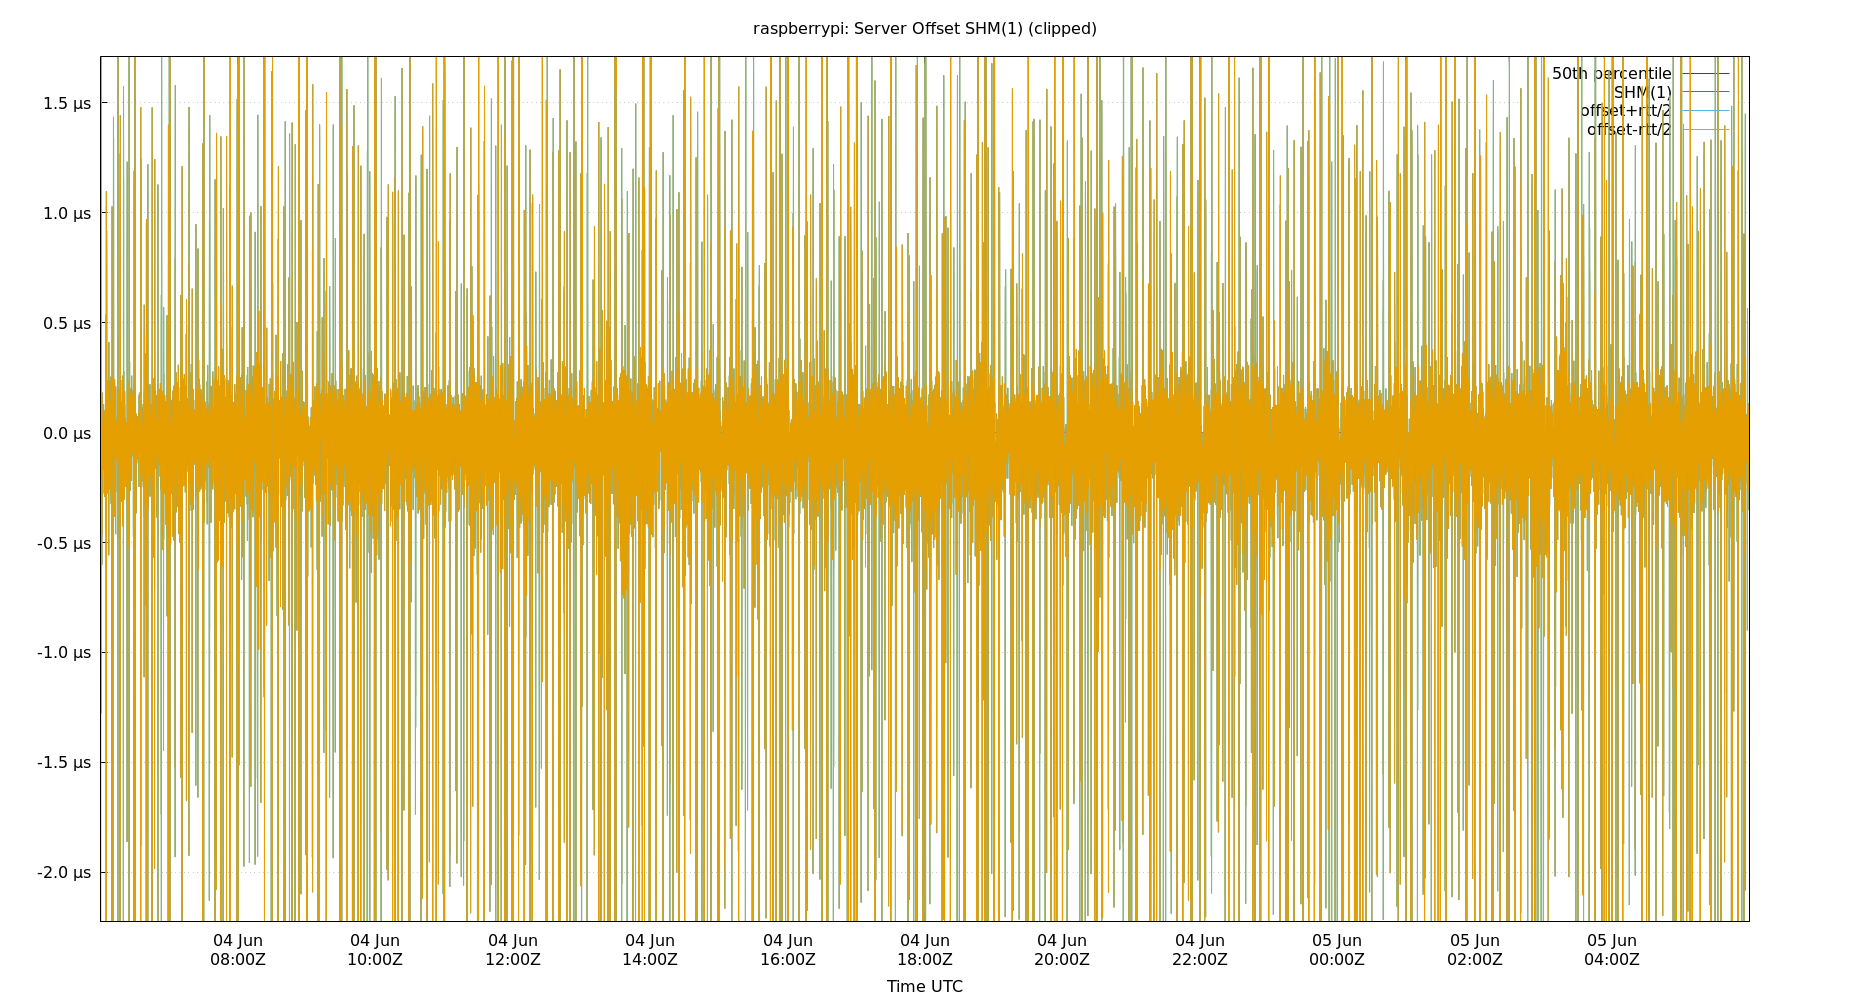 raspberrypi: Server Offset SHM(1) (clipped)
50th percentile
SHM(1)
offset+rtt/2
offset-rtt/2
1.5 µs
1.0 µs
0.5 µs
0.0 µs
-0.5 µs
-1.0 µs
-1.5 µs
-2.0 µs
04 Jun 04 Jun 04 Jun 04 Jun 04 Jun 04 Jun 04 Jun 04 Jun 05 Jun 05 Jun 05 Jun
08:00Z 10:00Z 12:00Z 14:00Z 16:00Z 18:00Z 20:00Z 22:00Z 00:00Z 02:00Z 04:00Z
Time UTC